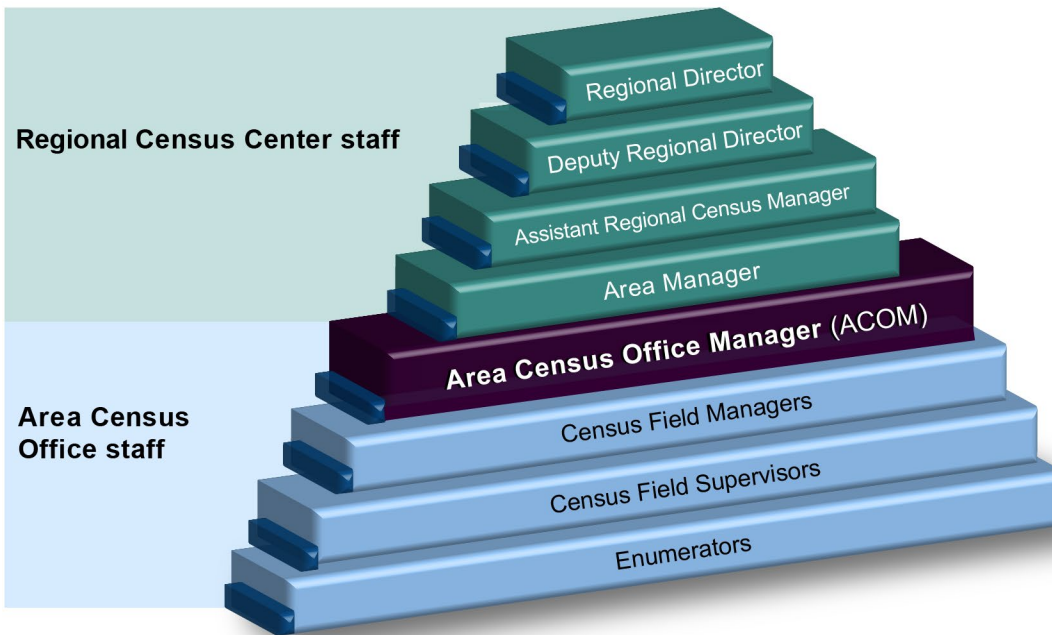 Regional Census Center staff
Regional Director
Deputy Regional Director
Assistant Regional Census Manager
Area Manager
Area Census Office Manager (ACOM)
Area Census
Office staff
Census Field Managers
Census Field Supervisors
Enumerators